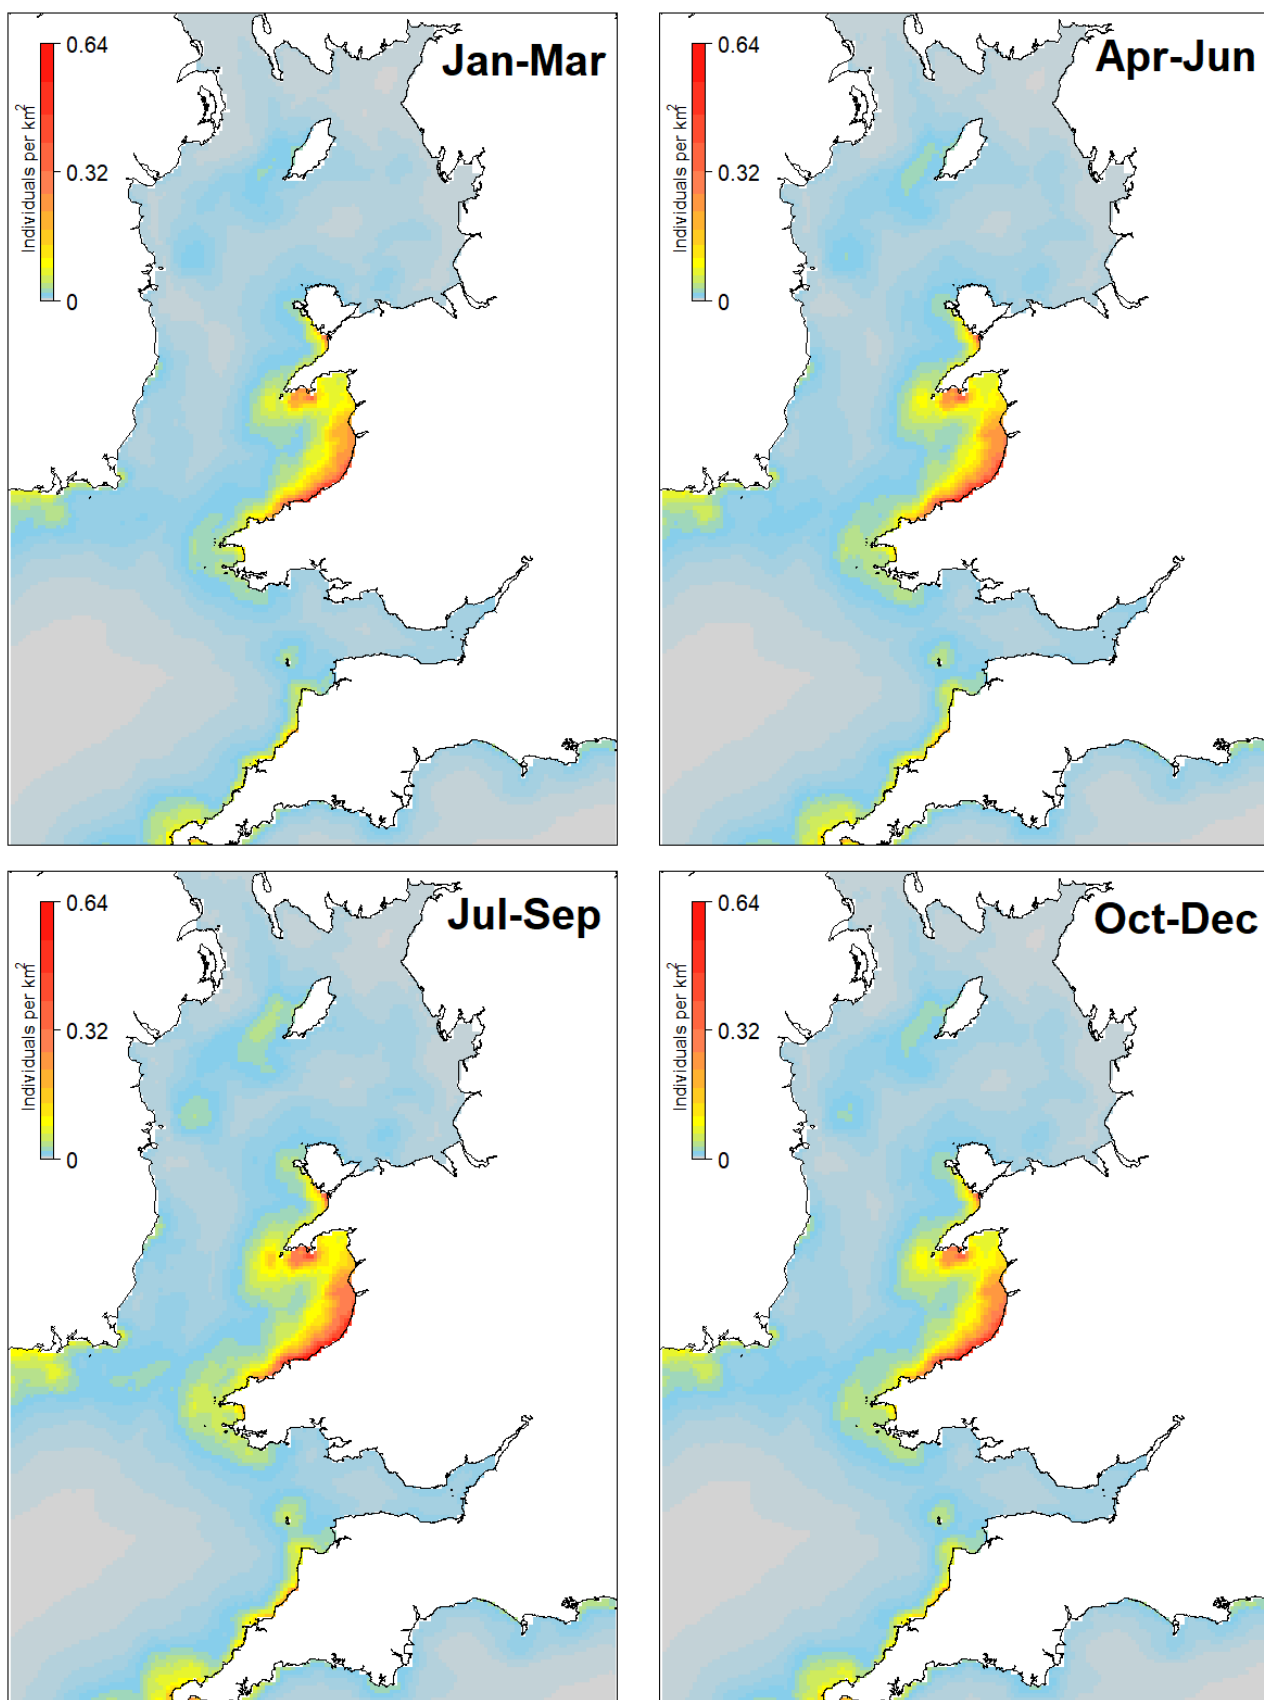 Jan-Mar
0.64
0.32
0
Individuals per km²
Apr-Jun
0.64
0.32
0
Individuals per km²
Jul-Sep
0.64
0.32
0
Individuals per km²
Oct-Dec
0.64
0.32
0
Individuals per km²